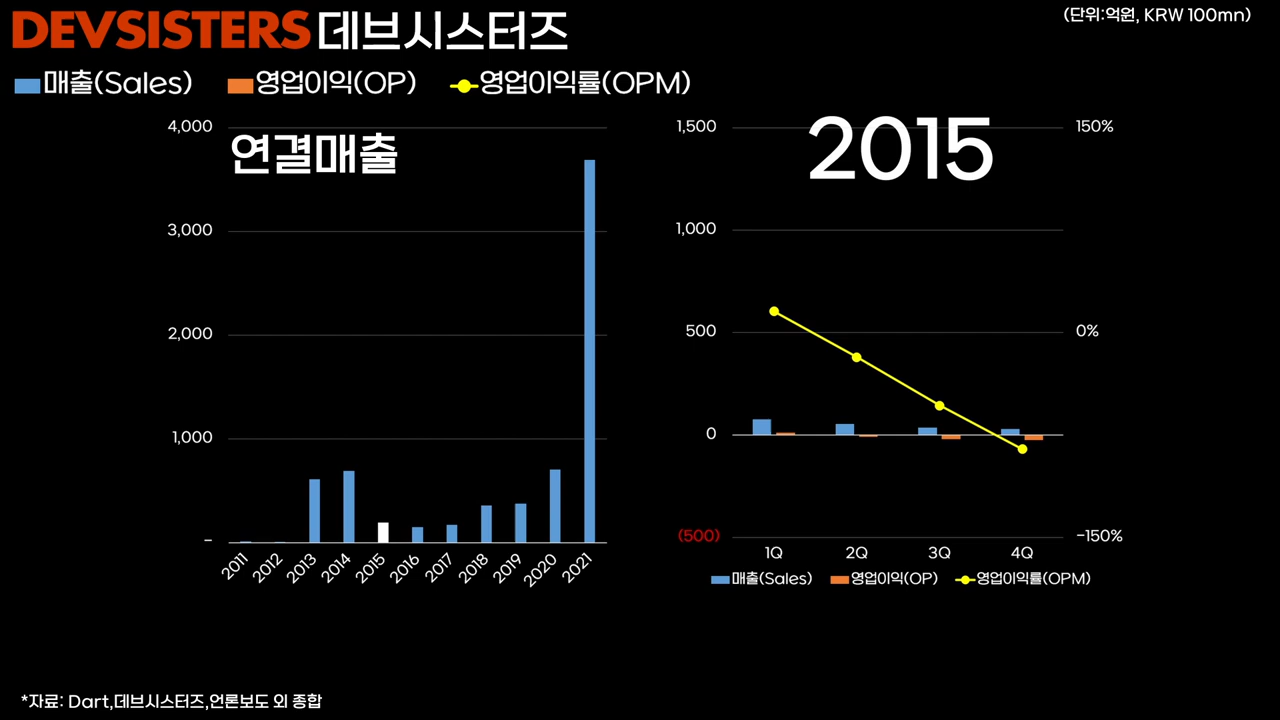 DEVSISTERS 데브시스터즈
(단위:억원, KRW 100mn)
매출(Sales) 영업이익(OP) 영업이익률(OPM)
연결매출
4,000
3,000
2,000
1,000
-
2011 2012 2013 2014 2015 2016 2017 2018 2019 2020 2021
2015
1,500 150%
1,000
500 0%
0
(500) -150%
1Q 2Q 3Q 4Q
매출(Sales) 영업이익(OP) 영업이익률(OPM)
*자료: Dart,데브시스터즈,언론보도 외 종합